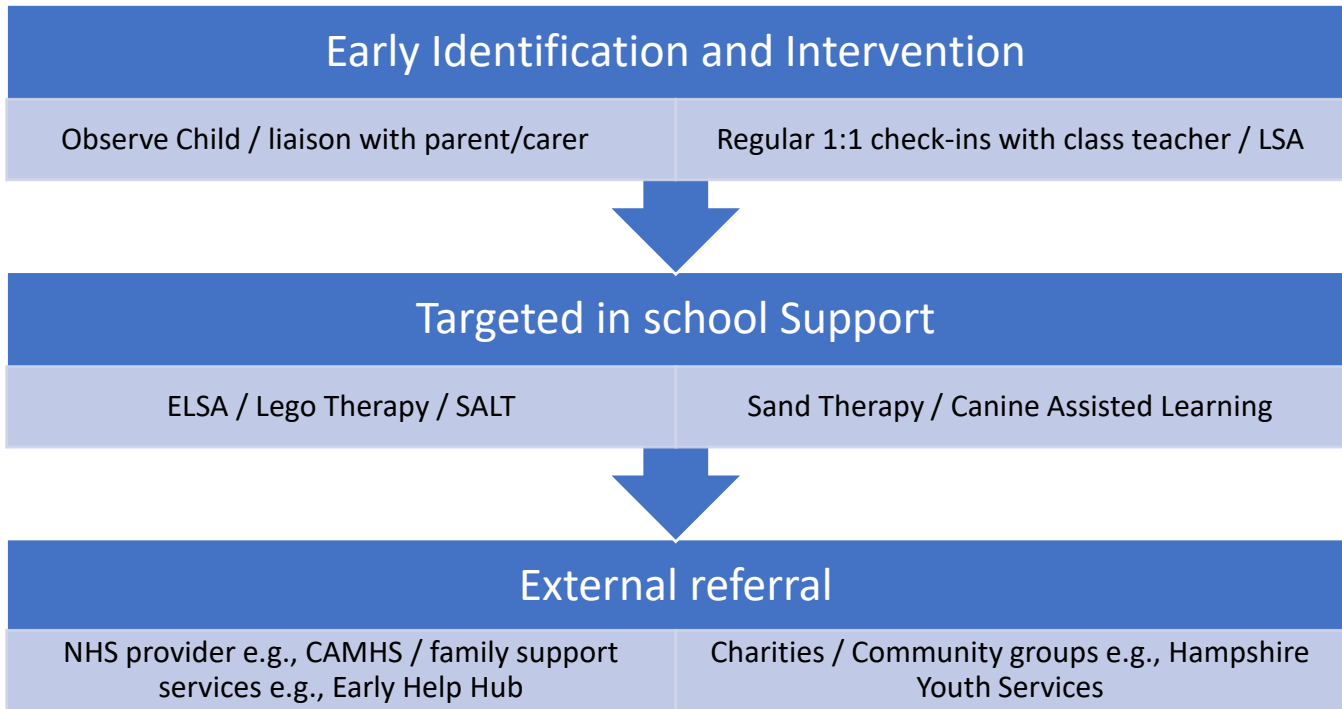 Early Identification and Intervention
Observe Child / liaison with parent/carer
Regular 1:1 check-ins with class teacher / LSA
Targeted in school Support
ELSA / Lego Therapy / SALT
Sand Therapy / Canine Assisted Learning
External referral
NHS provider e.g., CAMHS / family support
services e.g., Early Help Hub
Charities / Community groups e.g., Hampshire
Youth Services